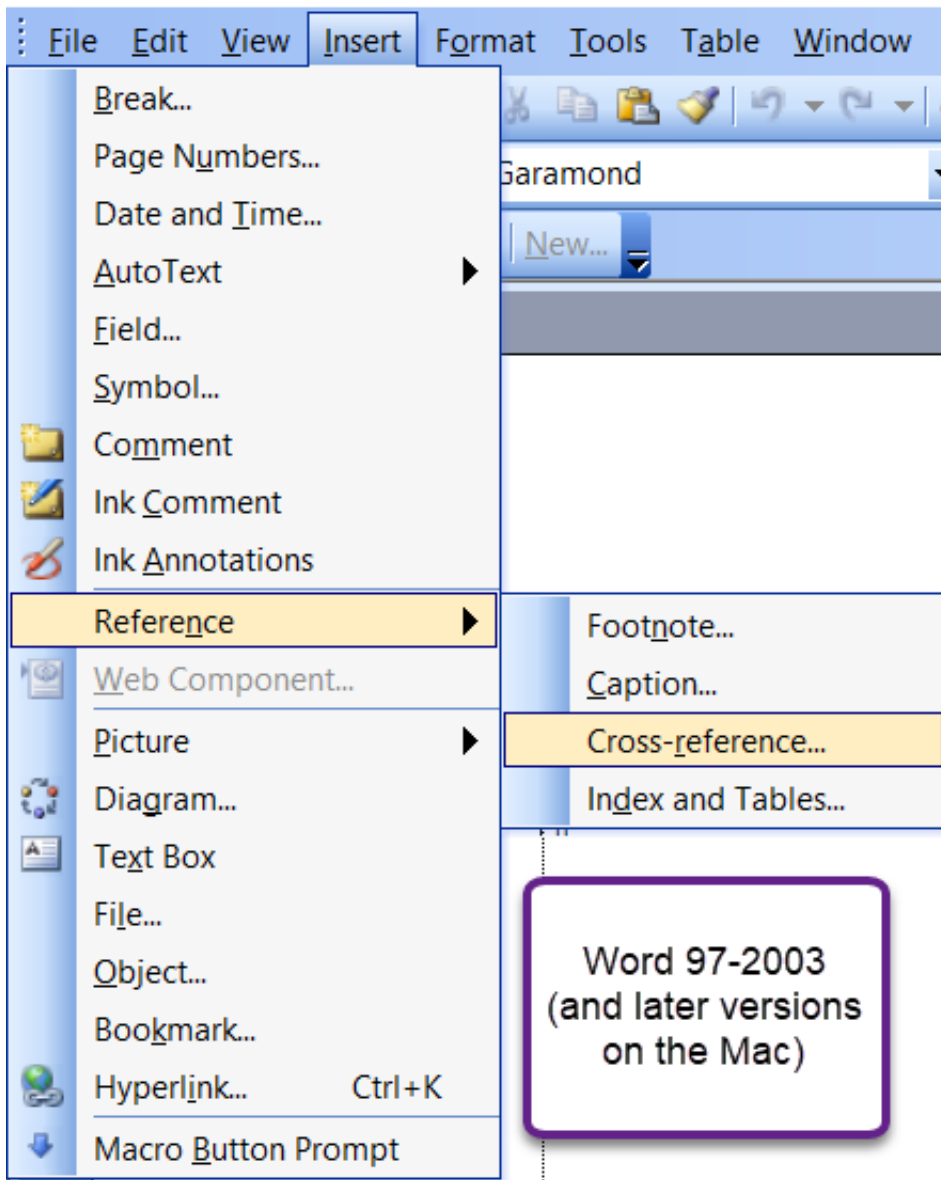 File Edit View Insert Format Tools Table Window
Break...
Page Numbers...
Garamond
Date and Time...
New...
AutoText
Field...
Symbol...
Comment
Ink Comment
Ink Annotations
Reference
Footnote...
Web Component...
Caption...
Picture
Cross-reference...
Diagram...
Index and Tables...
Text Box
File...
Object...
Bookmark...
Hyperlink... Ctrl+K
Macro Button Prompt
Word 97-2003
(and later versions
on the Mac)